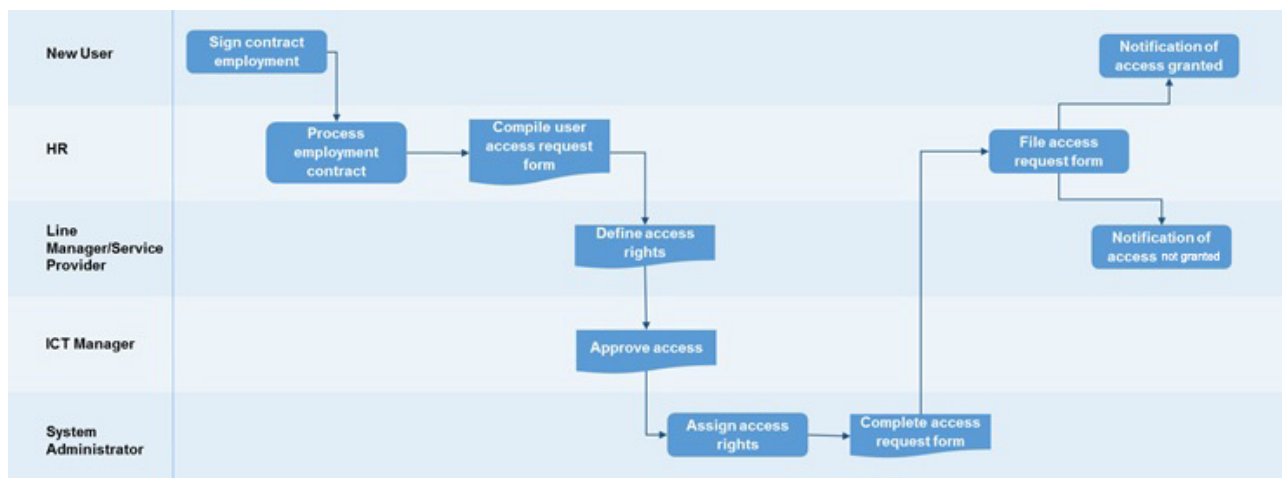 New User
Sign contract
employment
Notification of
access granted
HR
Process
employment
contract
Compile user
access request
form
File access
request form
Line
Manager/Service
Provider
Define access
rights
Notification of
access not granted
ICT Manager
Approve access
System
Administrator
Assign access
rights
Complete access
request form